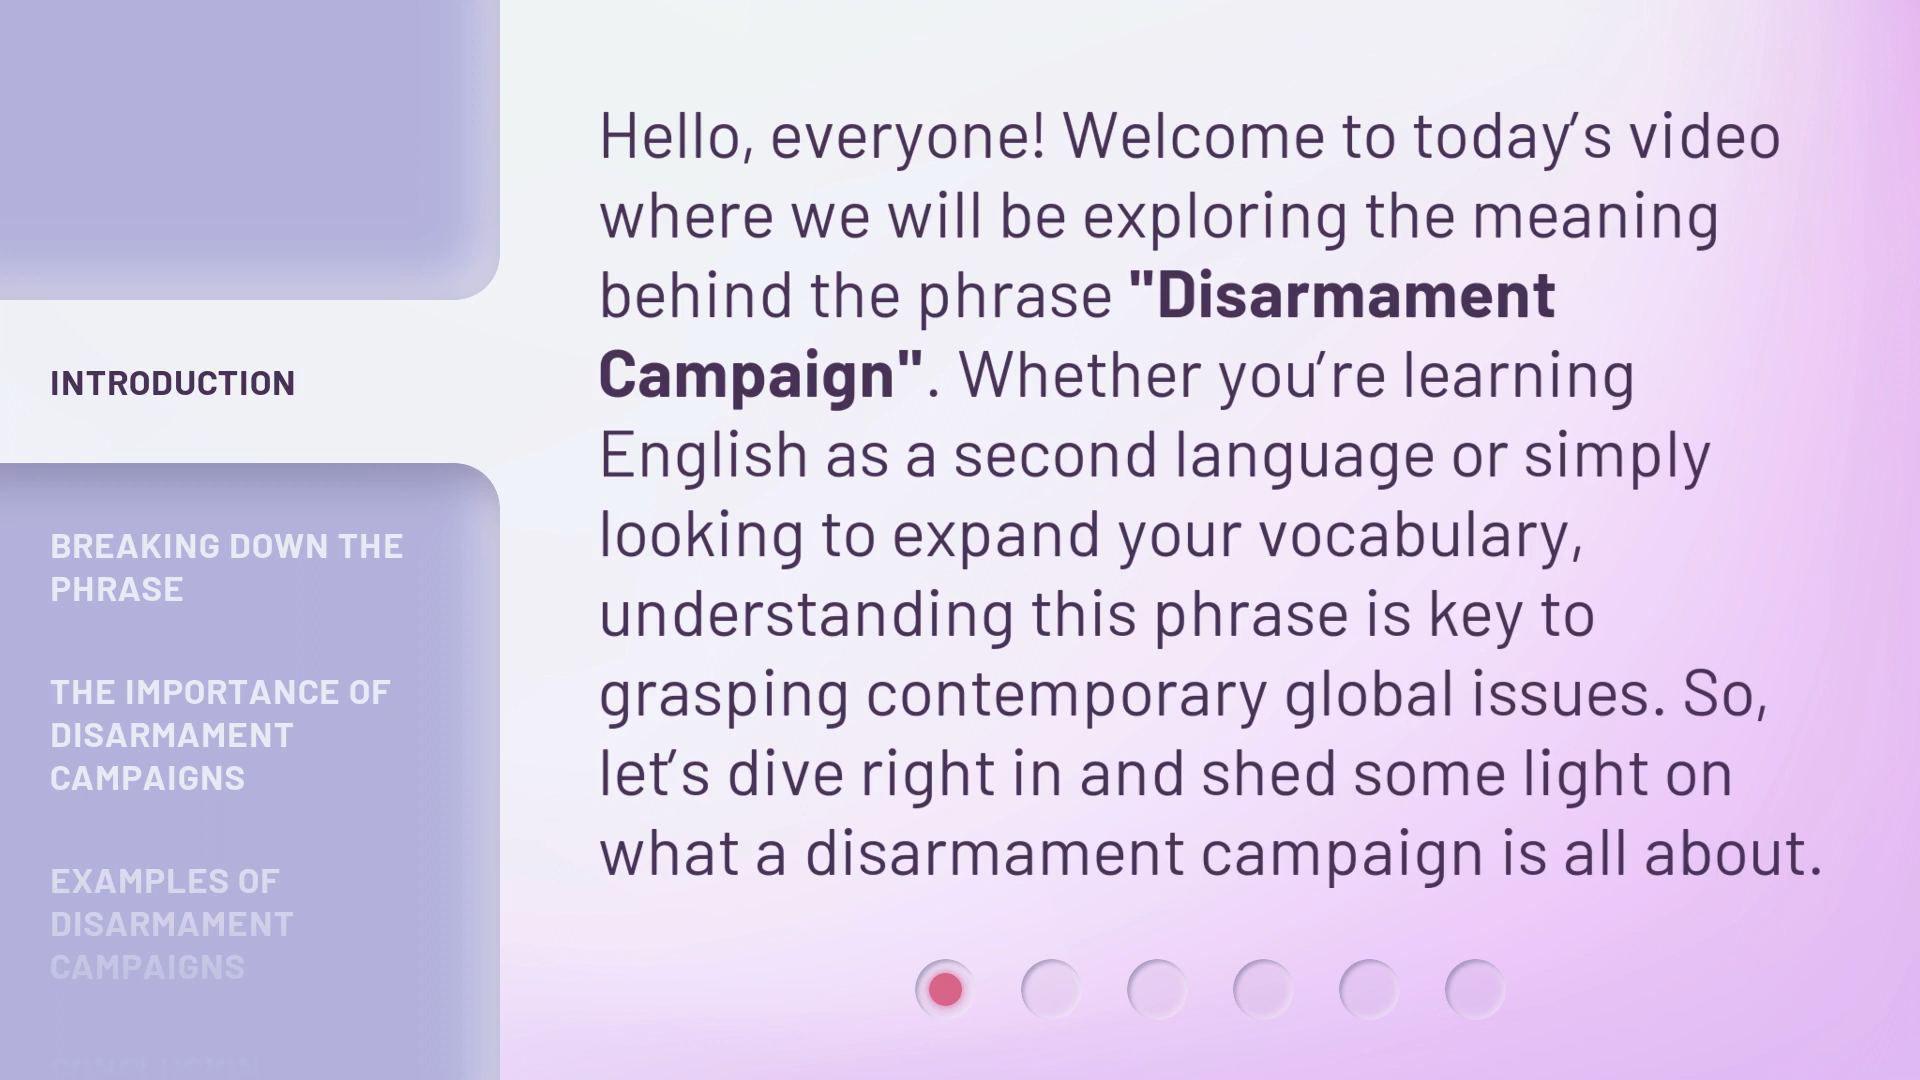 INTRODUCTION
BREAKING DOWN THE
PHRASE
THE IMPORTANCE OF
DISARMAMENT
CAMPAIGNS
EXAMPLES OF
DISARMAMENT
CAMPAIGNS
Hello, everyone! Welcome to today’s video
where we will be exploring the meaning
behind the phrase "Disarmament
Campaign". Whether you’re learning
English as a second language or simply
looking to expand your vocabulary,
understanding this phrase is key to
grasping contemporary global issues. So,
let’s dive right in and shed some light on
what a disarmament campaign is all about.